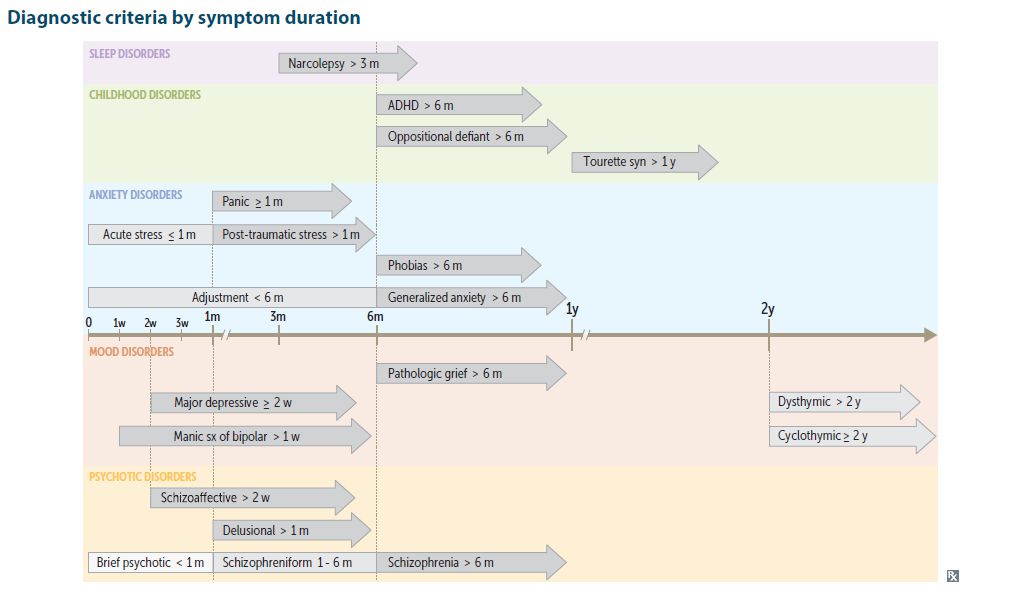 Diagnostic criteria by symptom duration
SLEEP DISORDERS
Narcolepsy > 3 m
CHILDHOOD DISORDERS
ADHD > 6 m
Oppositional defiant > 6 m
Tourette syn > 1 y
ANXIETY DISORDERS
Panic ≥ 1 m
Acute stress ≤ 1 m
Post-traumatic stress > 1 m
Phobias > 6 m
Adjustment < 6 m
Generalized anxiety > 6 m
0 1w 2w 3w 1m 3m 6m 1y 2y
MOOD DISORDERS
Pathologic grief > 6 m
Major depressive ≥ 2 w
Dysthymic > 2 y
Manic sx of bipolar > 1 w
Cyclothymic ≥ 2 y
PSYCHOTIC DISORDERS
Schizoaffective > 2 w
Delusional > 1 m
Brief psychotic < 1 m
Schizophreniform 1 - 6 m
Schizophrenia > 6 m
℞